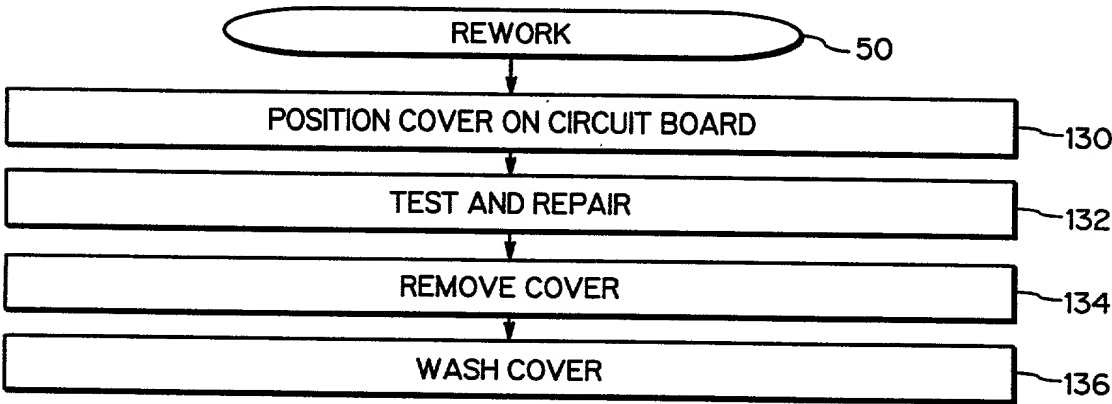 REWORK
50
POSITION COVER ON CIRCUIT BOARD
130
TEST AND REPAIR
132
REMOVE COVER
134
WASH COVER
136